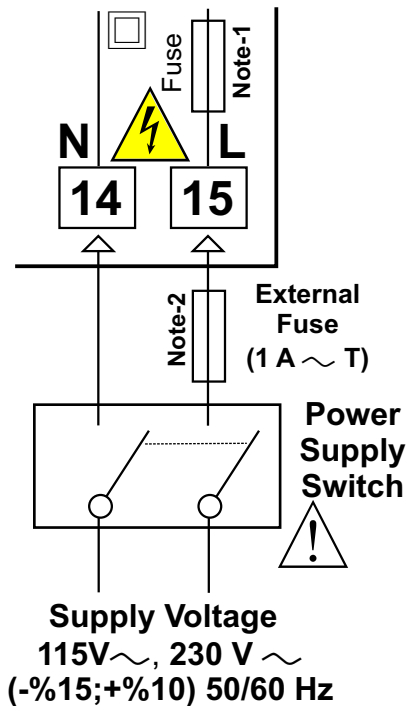 Fuse
Note-1
N
L
14
15
Note-2
External
Fuse
(1 A ~ T)
Power
Supply
Switch
!
Supply Voltage
115V~, 230 V ~
(-%15;+%10) 50/60 Hz